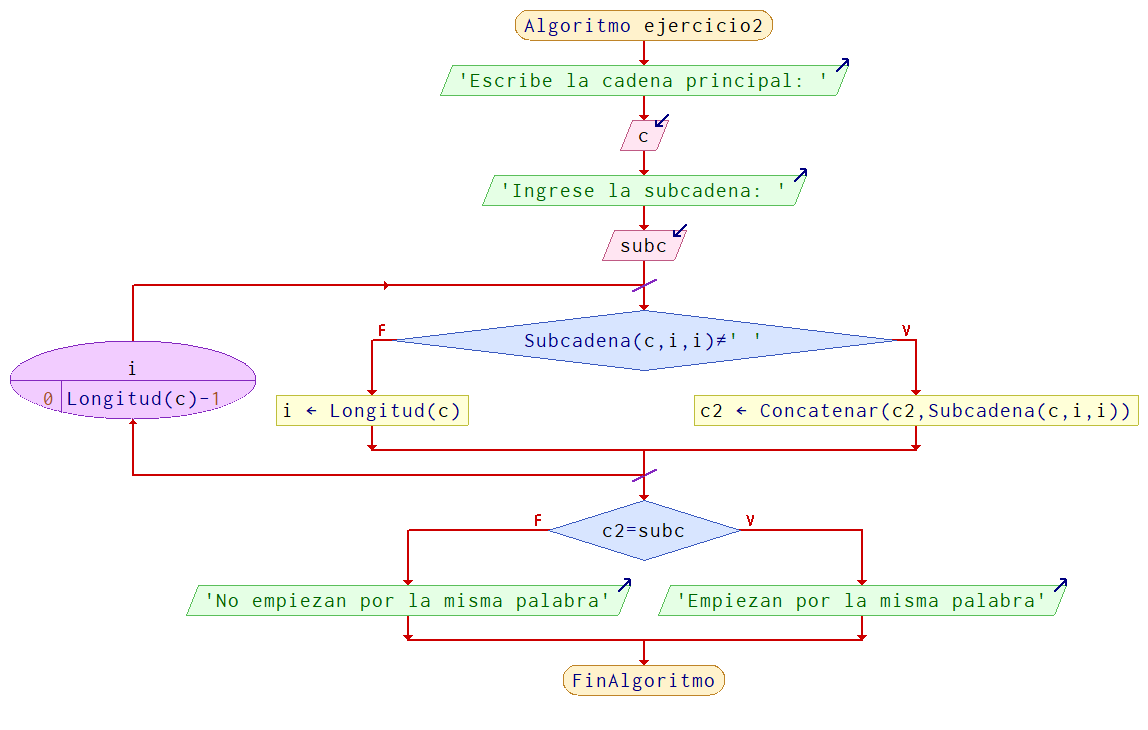 Algoritmo ejercicio2
'Escribe la cadena principal: '
c
'Ingrese la subcadena: '
subc
i
0 Longitud(c)-1
Subcadena(c,i,i)≠' '
F
V
i ← Longitud(c)
c2 ← Concatenar(c2,Subcadena(c,i,i))
c2=subc
F
V
'No empiezan por la misma palabra'
'Empiezan por la misma palabra'
FinAlgoritmo